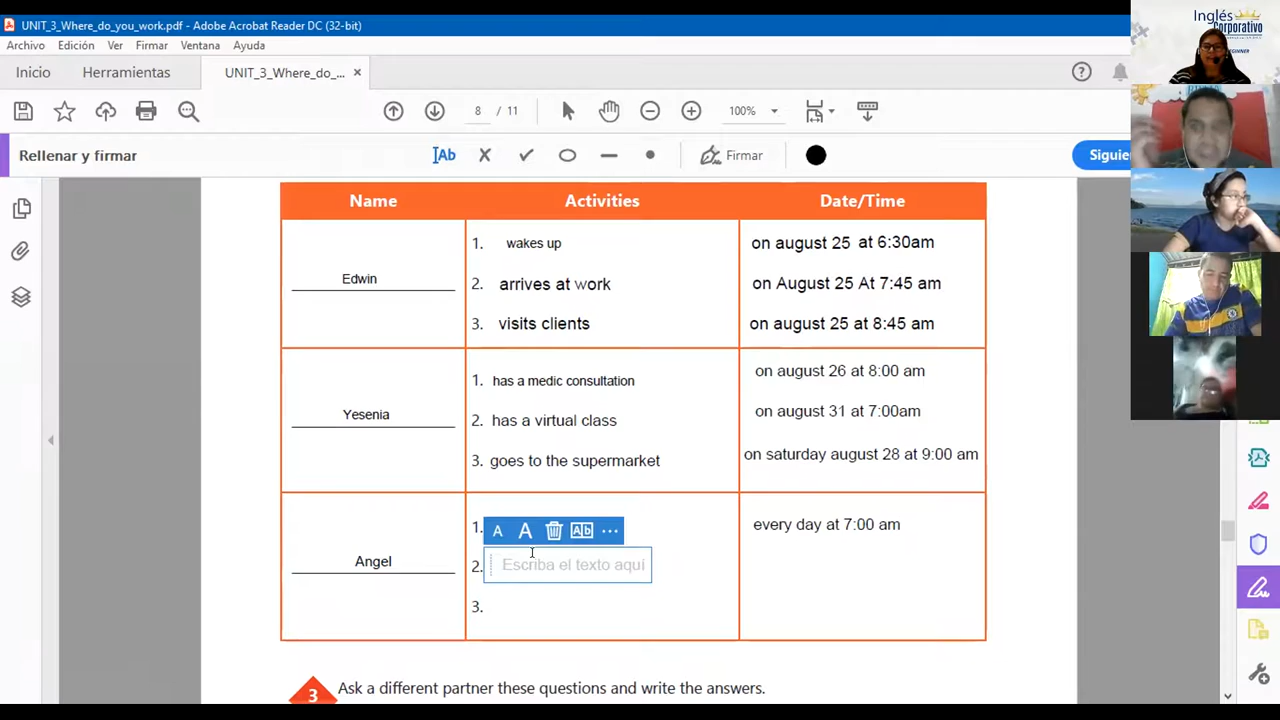 UNIT_3_Where_do_you_work.pdf - Adobe Acrobat Reader DC (32-bit)
Archivo Edición Ver Firmar Ventana Ayuda
Inicio Herramientas UNIT_3_Where_do_... ×
8 / 11 100%
Rellenar y firmar Ab Firmar Siguie
Inglés
Corporativo
Name Activities Date/Time
Edwin
1. wakes up on august 25 at 6:30am
2. arrives at work on August 25 At 7:45 am
3. visits clients on august 25 at 8:45 am
Yesenia
1. has a medic consultation on august 26 at 8:00 am
2. has a virtual class on august 31 at 7:00am
3. goes to the supermarket on saturday august 28 at 9:00 am
Angel
1. every day at 7:00 am
A A Ab ...
2. Escriba el texto aquí
3.
3 Ask a different partner these questions and write the answers.